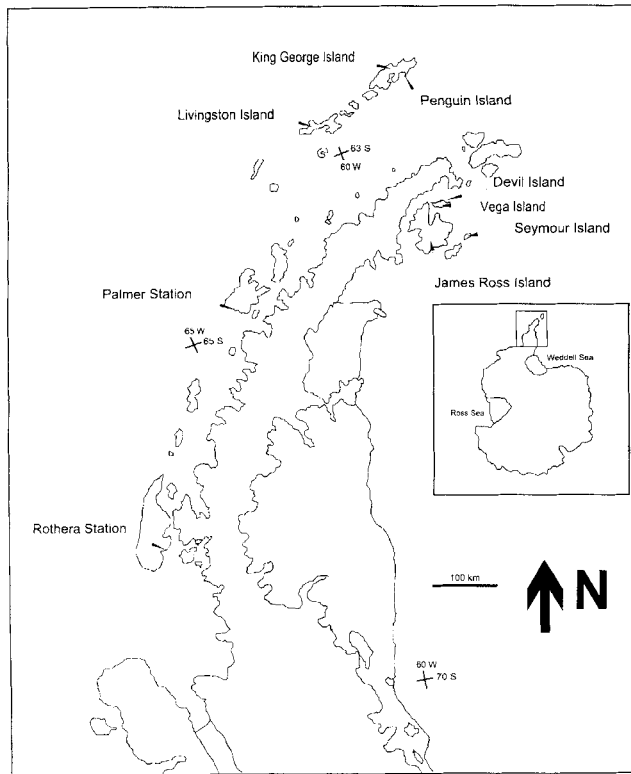 King George Island
Penguin Island
Livingston Island
63 S
60 W
Devil Island
Vega Island
Seymour Island
James Ross Island
Palmer Station
65 W
65 S
Weddell Sea
Ross Sea
Rothera Station
100 km
N
60 W
70 S